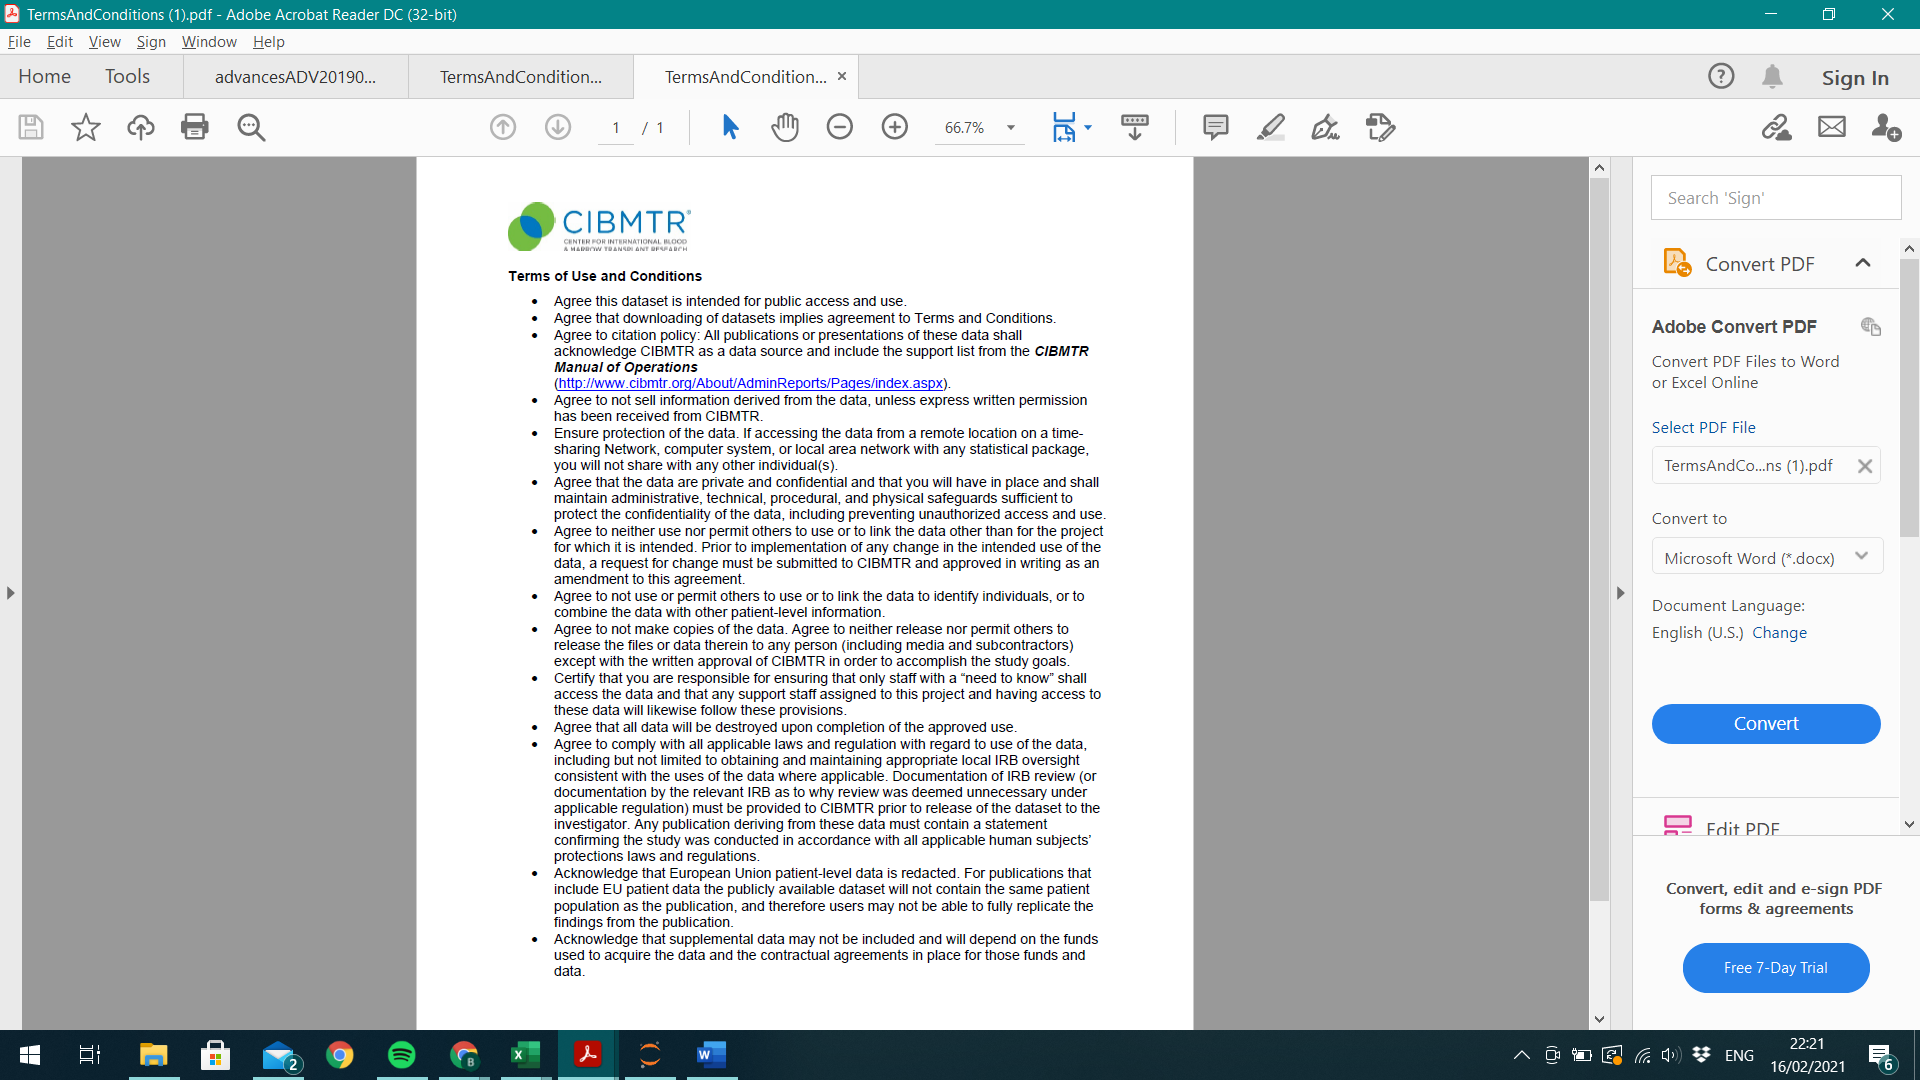 TermsAndConditions (1).pdf - Adobe Acrobat Reader DC (32-bit)
File Edit View Sign Window Help
Home Tools advancesADV20190... TermsAndCondition... TermsAndCondition... Sign In
1 / 1 66.7%
CIBMTR®
CENTER FOR INTERNATIONAL BLOOD
& MARROW TRANSPLANT RESEARCH
Terms of Use and Conditions
• Agree this dataset is intended for public access and use.
• Agree that downloading of datasets implies agreement to Terms and Conditions.
• Agree to citation policy: All publications or presentations of these data shall
acknowledge CIBMTR as a data source and include the support list from the CIBMTR
Manual of Operations
(http://www.cibmtr.org/About/AdminReports/Pages/index.aspx).
• Agree to not sell information derived from the data, unless express written permission
has been received from CIBMTR.
• Ensure protection of the data. If accessing the data from a remote location on a time-
sharing Network, computer system, or local area network with any statistical package,
you will not share with any other individual(s).
• Agree that the data are private and confidential and that you will have in place and shall
maintain administrative, technical, procedural, and physical safeguards sufficient to
protect the confidentiality of the data, including preventing unauthorized access and use.
• Agree to neither use nor permit others to use or to link the data other than for the project
for which it is intended. Prior to implementation of any change in the intended use of the
data, a request for change must be submitted to CIBMTR and approved in writing as an
amendment to this agreement.
• Agree to not use or permit others to use or to link the data to identify individuals, or to
combine the data with other patient-level information.
• Agree to not make copies of the data. Agree to neither release nor permit others to
release the files or data therein to any person (including media and subcontractors)
except with the written approval of CIBMTR in order to accomplish the study goals.
• Certify that you are responsible for ensuring that only staff with a “need to know” shall
access the data and that any support staff assigned to this project and having access to
these data will likewise follow these provisions.
• Agree that all data will be destroyed upon completion of the approved use.
• Agree to comply with all applicable laws and regulation with regard to use of the data,
including but not limited to obtaining and maintaining appropriate local IRB oversight
consistent with the uses of the data where applicable. Documentation of IRB review (or
documentation by the relevant IRB as to why review was deemed unnecessary under
applicable regulation) must be provided to CIBMTR prior to release of the dataset to the
investigator. Any publication deriving from these data must contain a statement
confirming the study was conducted in accordance with all applicable human subjects’
protections laws and regulations.
• Acknowledge that European Union patient-level data is redacted. For publications that
include EU patient data the publicly available dataset will not contain the same patient
population as the publication, and therefore users may not be able to fully replicate the
findings from the publication.
• Acknowledge that supplemental data may not be included and will depend on the funds
used to acquire the data and the contractual agreements in place for those funds and
data.
Search 'Sign'
Convert PDF
Adobe Convert PDF
Convert PDF Files to Word
or Excel Online
Select PDF File
TermsAndCo...ns (1).pdf
Convert to
Microsoft Word (*.docx)
Document Language:
English (U.S.) Change
Convert
Edit PDF
Convert, edit and e-sign PDF
forms & agreements
Free 7-Day Trial
2
B
ENG
22:21
16/02/2021
6